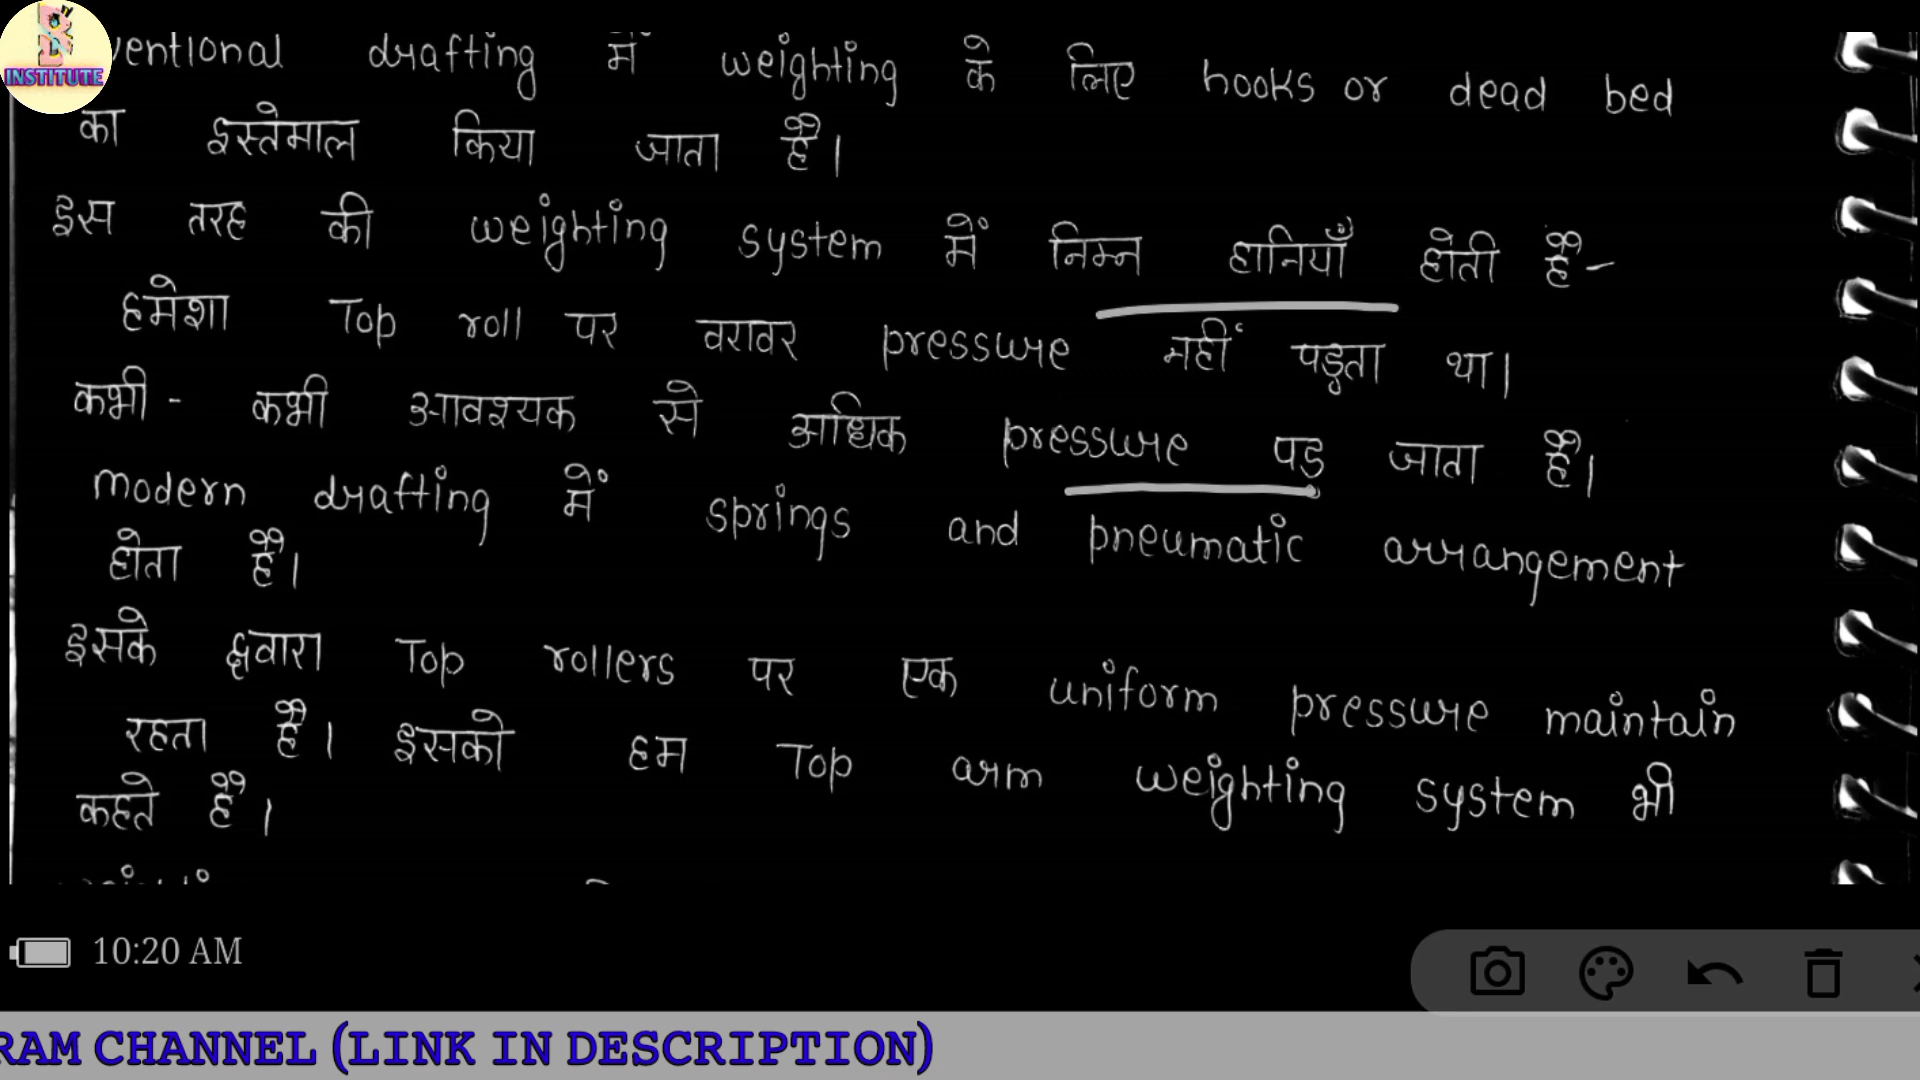 INSTITUTE
ventional drafting में weighting के लिए hooks or dead bed
का इस्तेमाल किया जाता है।
इस तरह की weighting system में निम्न हानियाँ होती है-
हमेशा Top roll पर वरावर pressure नहीं पड़ता था।
कभी - कभी आवश्यक से अधिक pressure पड जाता है।
modern drafting में springs and pneumatic arrangement
होता है।
इसके द्ववारा Top rollers पर एक uniform pressure maintain
रहता है। इसको हम Top arm weighting system भी
कहते है।
10:20 AM
RAM CHANNEL (LINK IN DESCRIPTION)